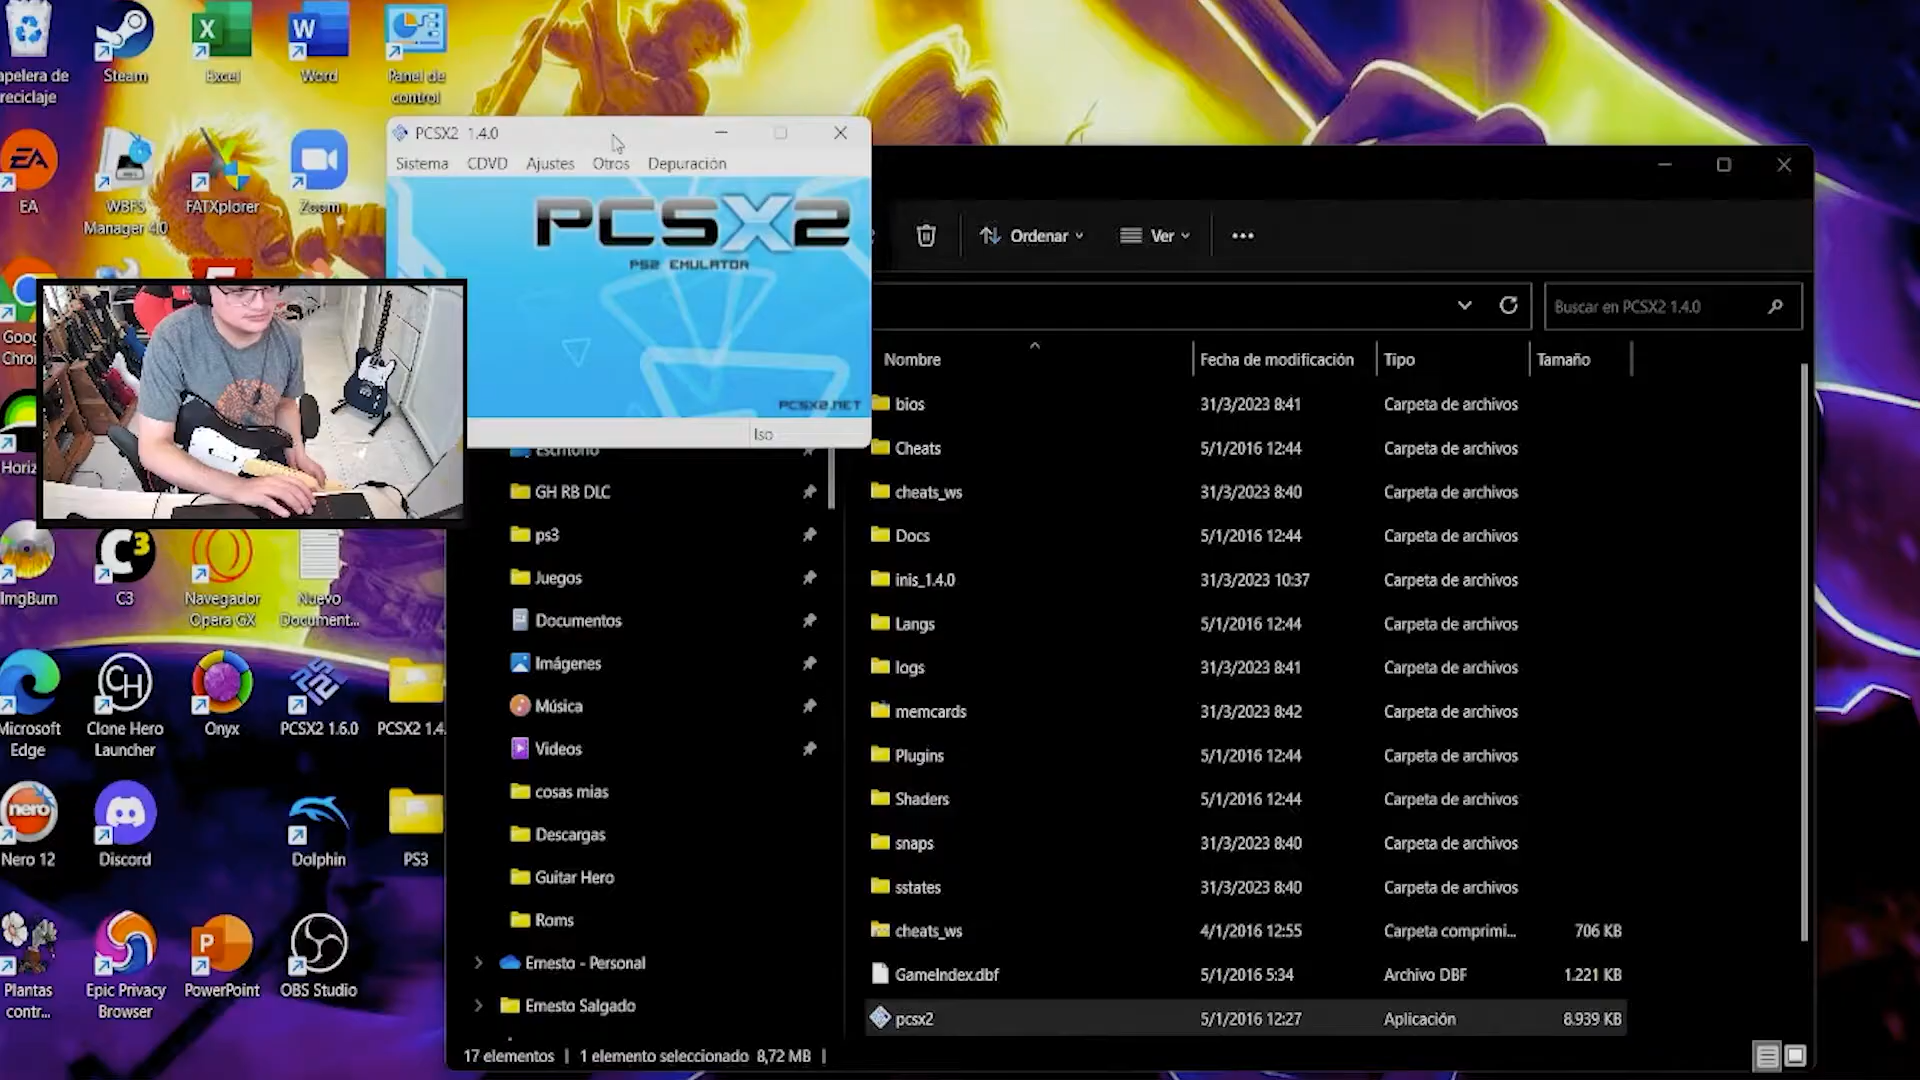 apelera de
reciclaje
Steam
Excel
Word
Panel de
control
EA
WBFS
Manager 4.0
FATXplorer
Zoom
Goog
Chro
Horiz
ImgBurn
C3
Navegador
Opera GX
Nuevo
Document...
Microsoft
Edge
Clone Hero
Launcher
Onyx
PCSX2 1.6.0
PCSX2 1.4.
Nero 12
Discord
Dolphin
PS3
Plantas
contr...
Epic Privacy
Browser
PowerPoint
OBS Studio
PCSX2 1.4.0
Sistema CDVD Ajustes Otros Depuración
PCSX2
PS2 EMULATOR
PCSX2.NET
Iso
Ordenar
Ver
Buscar en PCSX2 1.4.0
Escritorio
GH RB DLC
ps3
Juegos
Documentos
Imágenes
Música
Videos
cosas mias
Descargas
Guitar Hero
Roms
Ernesto - Personal
Ernesto Salgado
Nombre Fecha de modificación Tipo Tamaño
bios 31/3/2023 8:41 Carpeta de archivos
Cheats 5/1/2016 12:44 Carpeta de archivos
cheats_ws 31/3/2023 8:40 Carpeta de archivos
Docs 5/1/2016 12:44 Carpeta de archivos
inis_1.4.0 31/3/2023 10:37 Carpeta de archivos
Langs 5/1/2016 12:44 Carpeta de archivos
logs 31/3/2023 8:41 Carpeta de archivos
memcards 31/3/2023 8:42 Carpeta de archivos
Plugins 5/1/2016 12:44 Carpeta de archivos
Shaders 5/1/2016 12:44 Carpeta de archivos
snaps 31/3/2023 8:40 Carpeta de archivos
sstates 31/3/2023 8:40 Carpeta de archivos
cheats_ws 4/1/2016 12:55 Carpeta comprimi... 706 KB
GameIndex.dbf 5/1/2016 5:34 Archivo DBF 1.221 KB
pcsx2 5/1/2016 12:27 Aplicación 8.939 KB
17 elementos | 1 elemento seleccionado 8,72 MB |